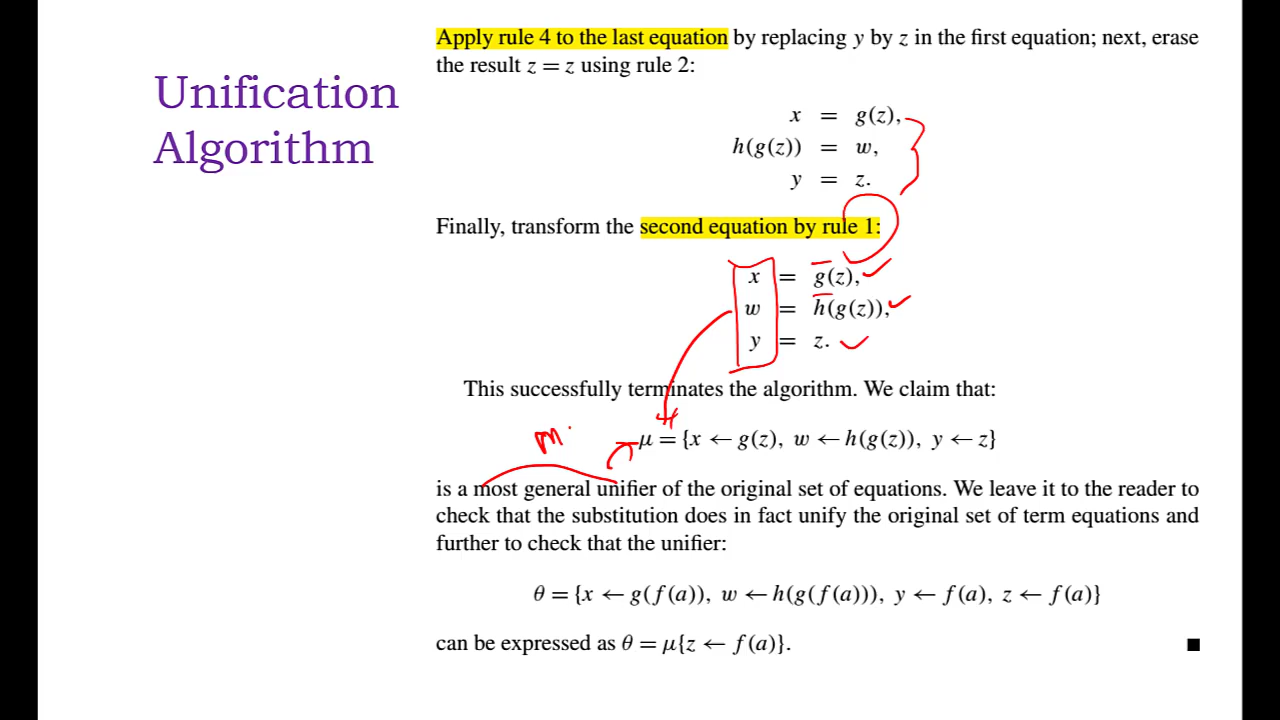 Unification
Algorithm
Apply rule 4 to the last equation by replacing y by z in the first equation; next, erase
the result z = z using rule 2:
x = g(z),
h(g(z)) = w,
y = z.
Finally, transform the second equation by rule 1:
x = g(z),
w = h(g(z)),
y = z.
This successfully terminates the algorithm. We claim that:
m
μ = {x ← g(z), w ← h(g(z)), y ← z}
is a most general unifier of the original set of equations. We leave it to the reader to
check that the substitution does in fact unify the original set of term equations and
further to check that the unifier:
θ = {x ← g(f(a)), w ← h(g(f(a))), y ← f(a), z ← f(a)}
can be expressed as θ = μ{z ← f(a)}.